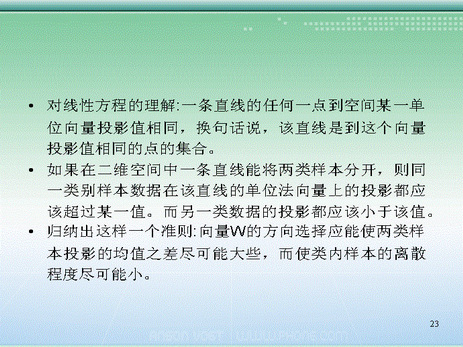 • 对线性方程的理解:一条直线的任何一点到空间某一单
位向量投影值相同，换句话说，该直线是到这个向量
投影值相同的点的集合。
• 如果在二维空间中一条直线能将两类样本分开，则同
一类别样本数据在该直线的单位法向量上的投影都应
该超过某一值。而另一类数据的投影都应该小于该值。
• 归纳出这样一个准则:向量W的方向选择应能使两类样
本投影的均值之差尽可能大些，而使类内样本的离散
程度尽可能小。
23